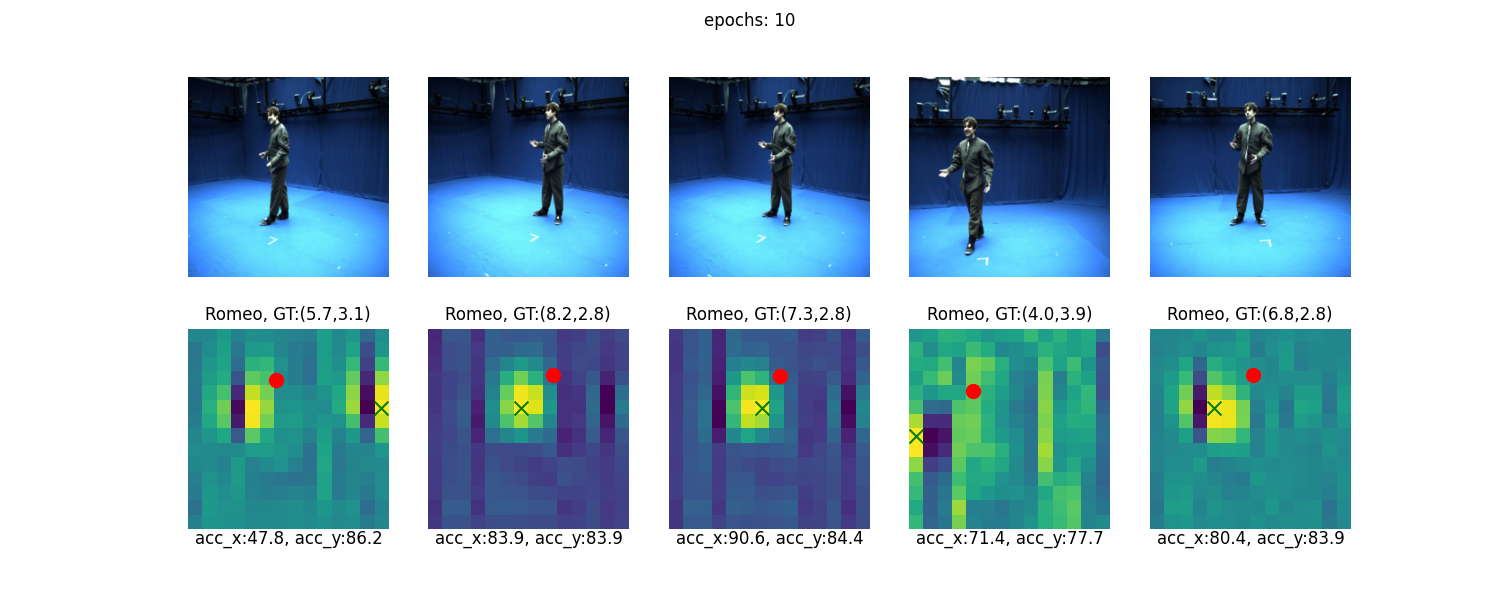 epochs: 10
Romeo, GT:(5.7,3.1)
Romeo, GT:(8.2,2.8)
Romeo, GT:(7.3,2.8)
Romeo, GT:(4.0,3.9)
Romeo, GT:(6.8,2.8)
acc_x:47.8, acc_y:86.2
acc_x:83.9, acc_y:83.9
acc_x:90.6, acc_y:84.4
acc_x:71.4, acc_y:77.7
acc_x:80.4, acc_y:83.9